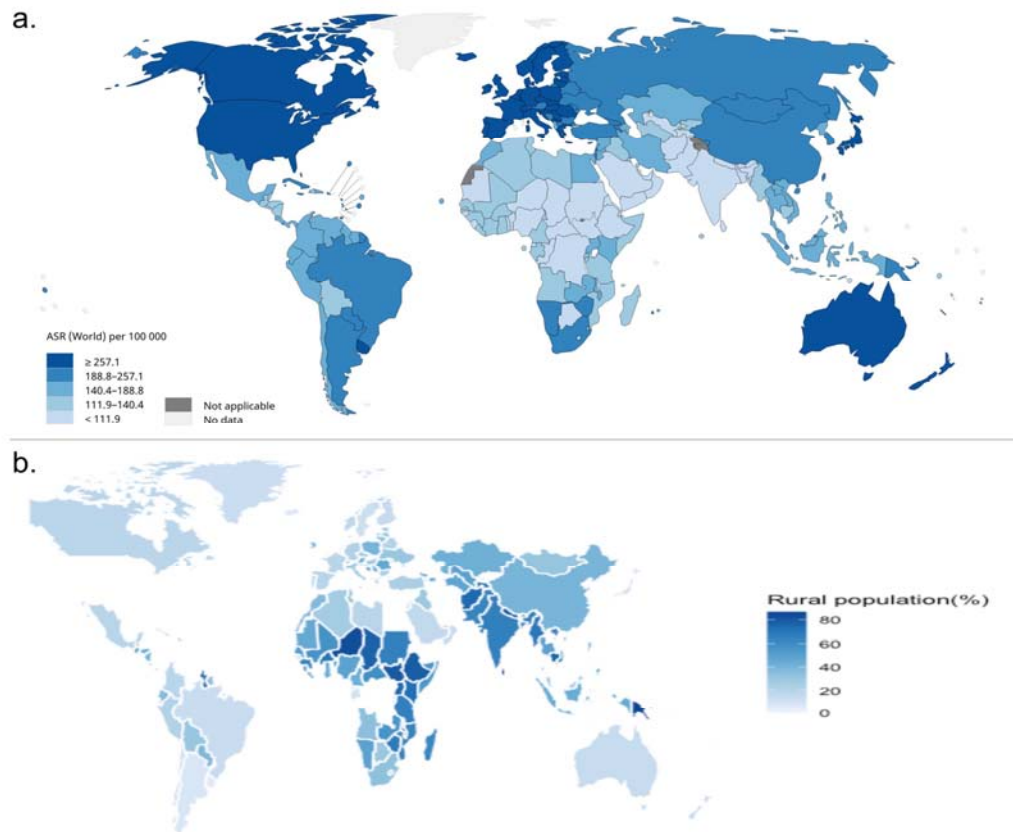 a.
ASR (World) per 100 000
≥ 257.1
188.8–257.1
140.4–188.8
111.9–140.4
< 111.9
Not applicable
No data
b.
Rural population(%)
80
60
40
20
0